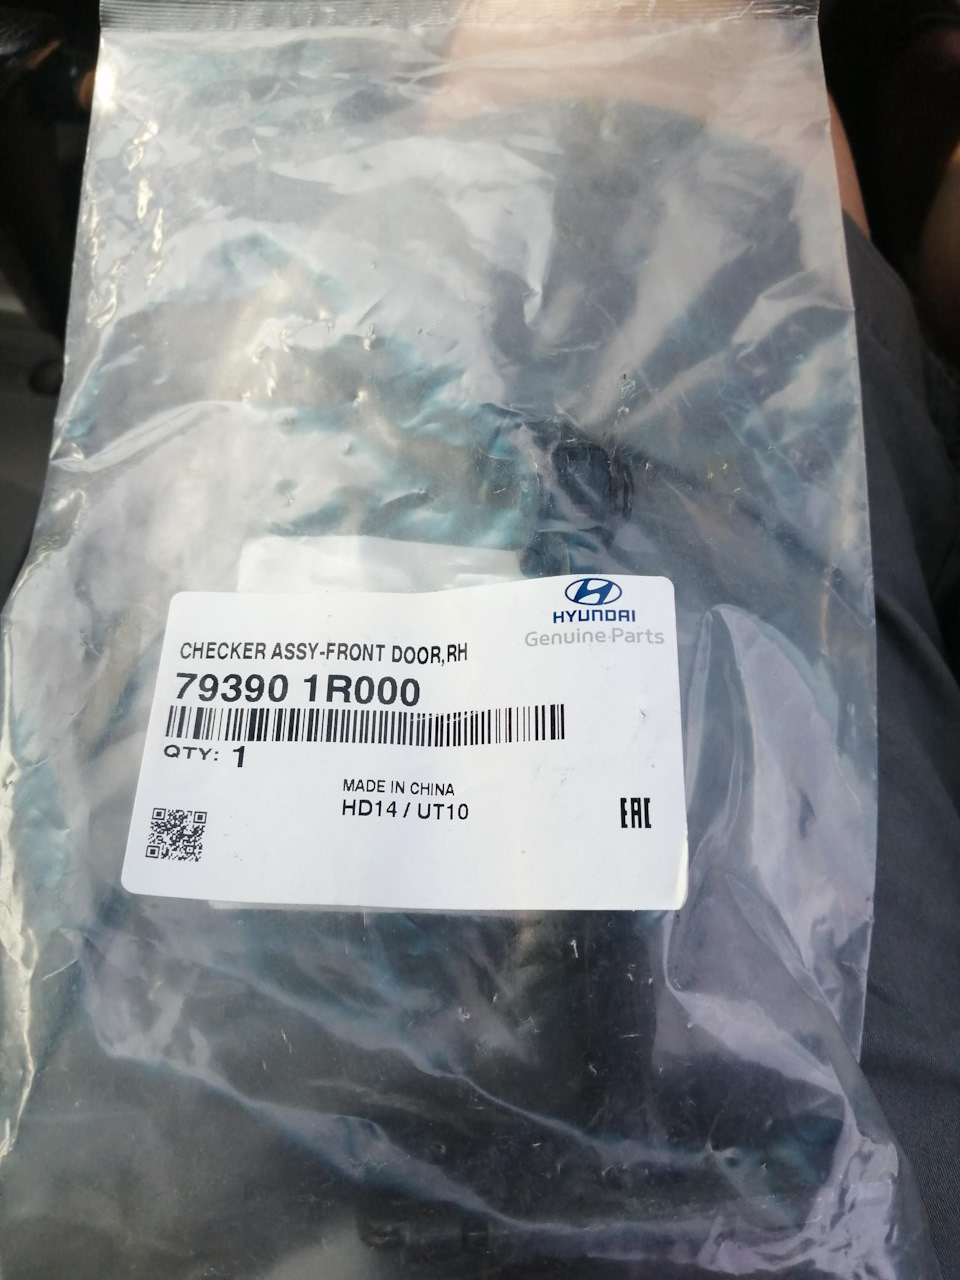 HYUNDAI
Genuine Parts
CHECKER ASSY-FRONT DOOR,RH
79390 1R000
QTY: 1
MADE IN CHINA
HD14 / UT10
EAC